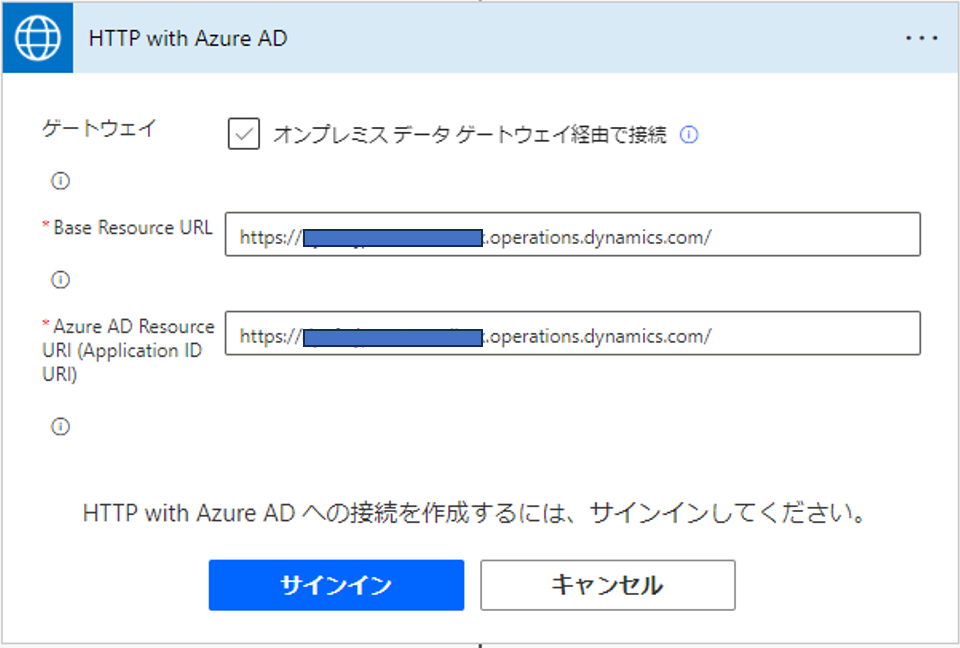 HTTP with Azure AD
ゲートウェイ
オンプレミス データ ゲートウェイ経由で接続
* Base Resource URL
https:// .operations.dynamics.com/
* Azure AD Resource
URI (Application ID
URI)
https:// .operations.dynamics.com/
HTTP with Azure AD への接続を作成するには、サインインしてください。
サインイン
キャンセル